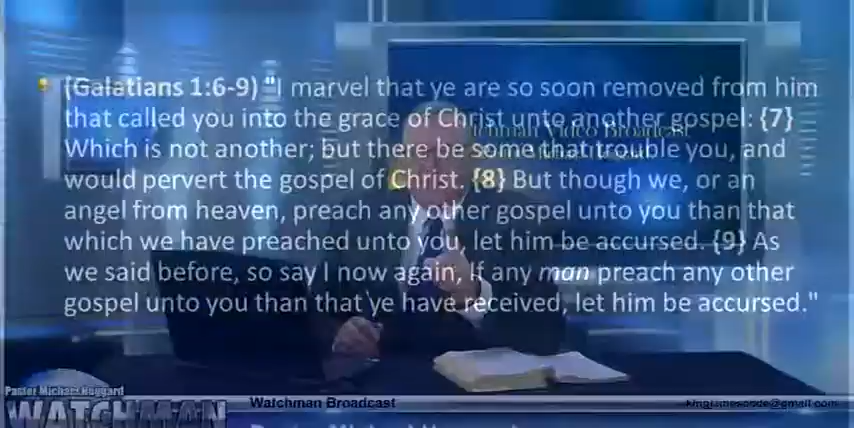 {Galatians 1:6-9} "I marvel that ye are so soon removed from him
that called you into the grace of Christ unto another gospel: {7}
Which is not another; but there be some that trouble you, and
would pervert the gospel of Christ. {8} But though we, or an
angel from heaven, preach any other gospel unto you than that
which we have preached unto you, let him be accursed. {9} As
we said before, so say I now again, If any man preach any other
gospel unto you than that ye have received, let him be accursed."
Watchman Video Broadcast
Pastor Michael Hoggard
WATCHMAN
Watchman Broadcast